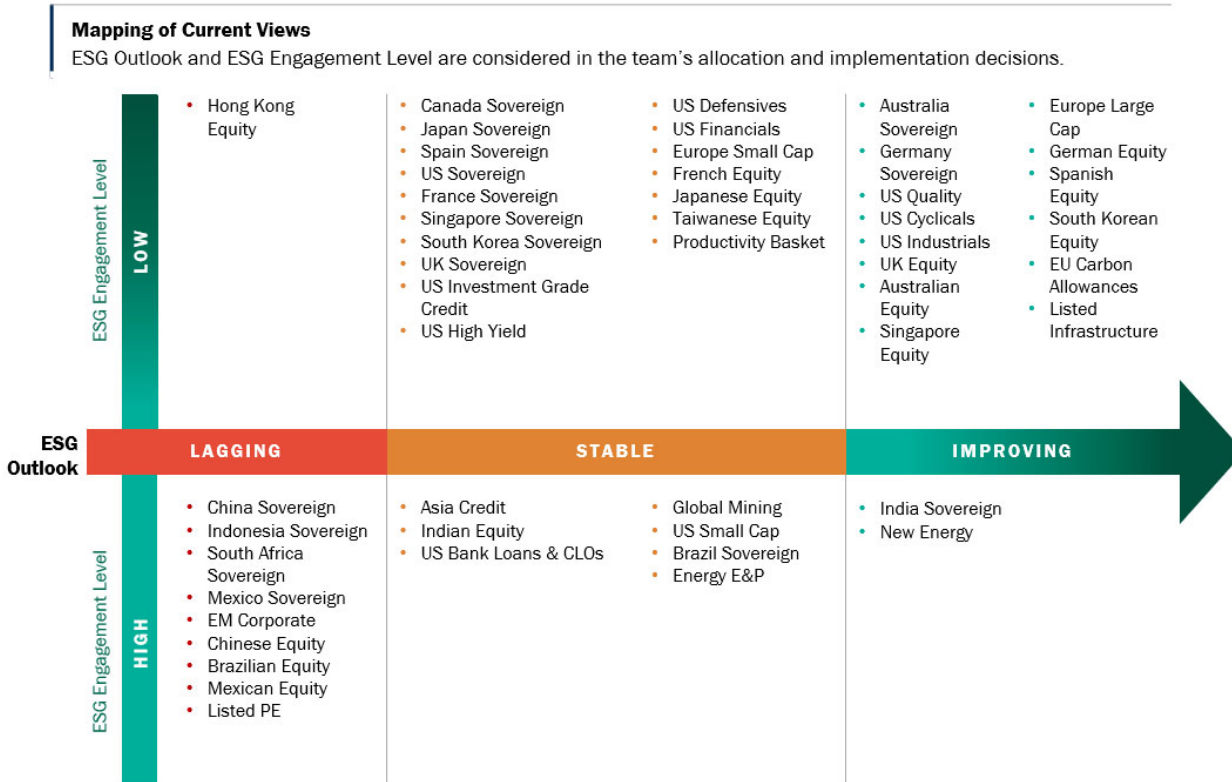 Mapping of Current Views
ESG Outlook and ESG Engagement Level are considered in the team's allocation and implementation decisions.
ESG Engagement Level
LOW
• Hong Kong
Equity
• Canada Sovereign
• Japan Sovereign
• Spain Sovereign
• US Sovereign
• France Sovereign
• Singapore Sovereign
• South Korea Sovereign
• UK Sovereign
• US Investment Grade
Credit
• US High Yield
• US Defensives
• US Financials
• Europe Small Cap
• French Equity
• Japanese Equity
• Taiwanese Equity
• Productivity Basket
• Australia
Sovereign
• Germany
Sovereign
• US Quality
• US Cyclicals
• US Industrials
• UK Equity
• Australian
Equity
• Singapore
Equity
• Europe Large
Cap
• German Equity
• Spanish
Equity
• South Korean
Equity
• EU Carbon
Allowances
• Listed
Infrastructure
ESG
Outlook
LAGGING
STABLE
IMPROVING
ESG Engagement Level
HIGH
• China Sovereign
• Indonesia Sovereign
• South Africa
Sovereign
• Mexico Sovereign
• EM Corporate
• Chinese Equity
• Brazilian Equity
• Mexican Equity
• Listed PE
• Asia Credit
• Indian Equity
• US Bank Loans & CLOs
• Global Mining
• US Small Cap
• Brazil Sovereign
• Energy E&P
• India Sovereign
• New Energy